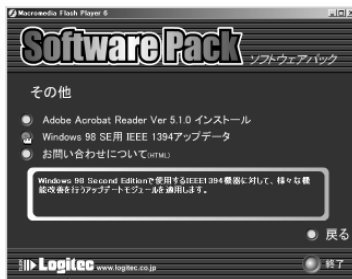 Macromedia Flash Player 6
Software Pack ソフトウェアパック
その他
Adobe Acrobat Reader Ver 5.1.0 インストール
Windows 98 SE用 IEEE 1394アップデータ
お問い合わせについて(HTML)
Windows 98 Second Editionで使用するIEEE1394機器に対して、様々な機
能改善を行うアップデートモジュールを適用します。
戻る
Logitec www.logitec.co.jp
終了